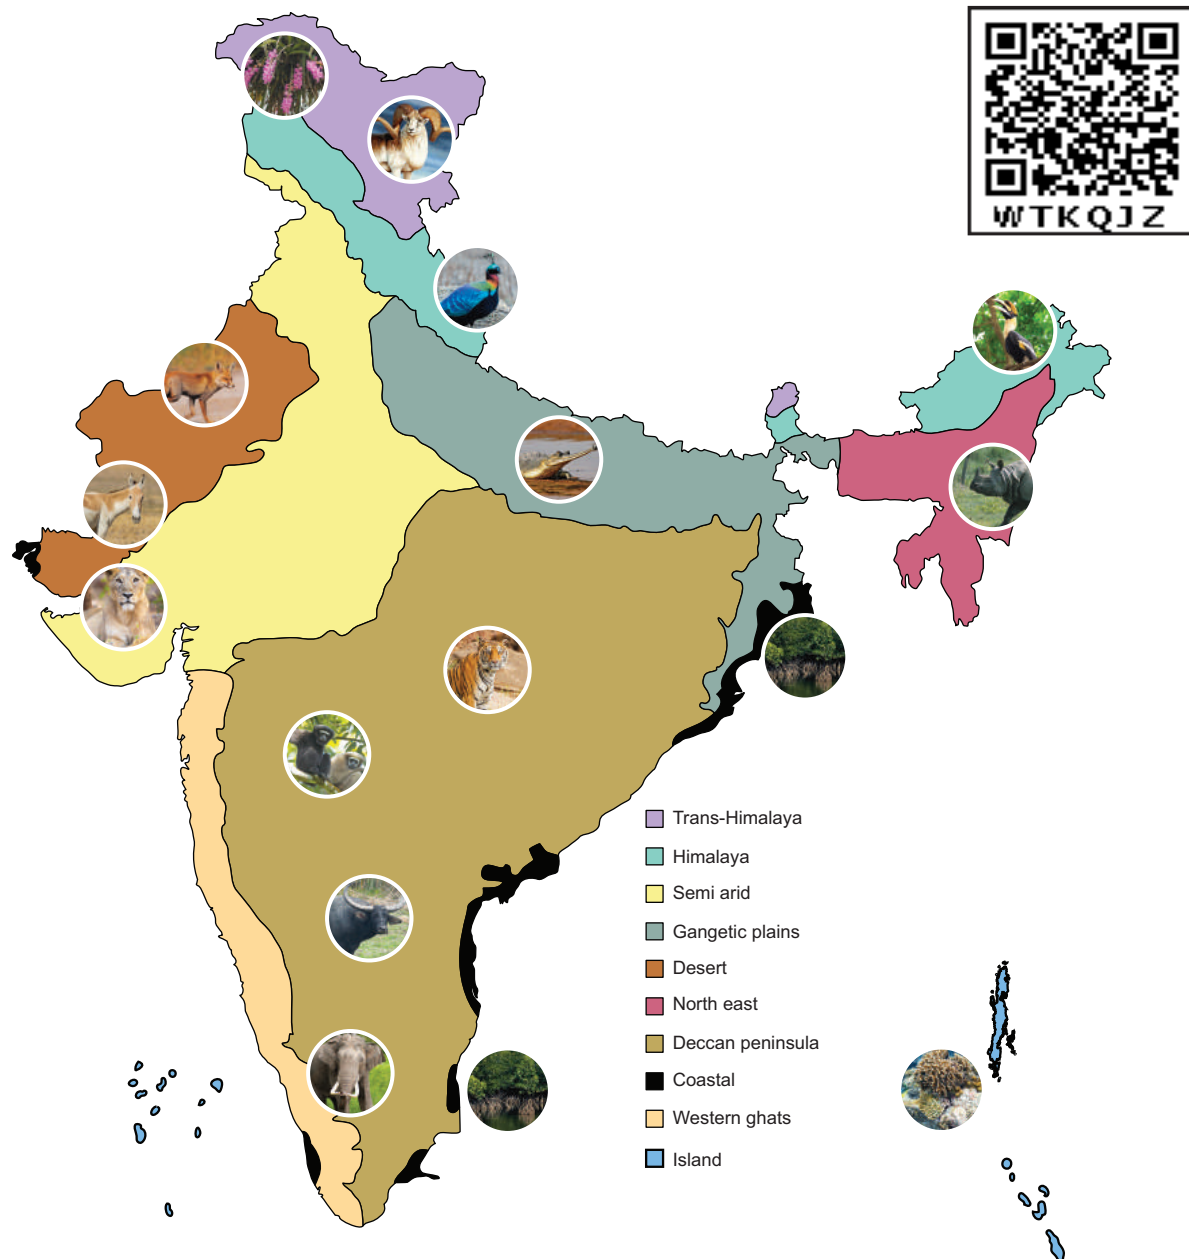 WTKQJZ
Trans-Himalaya
Himalaya
Semi arid
Gangetic plains
Desert
North east
Deccan peninsula
Coastal
Western ghats
Island